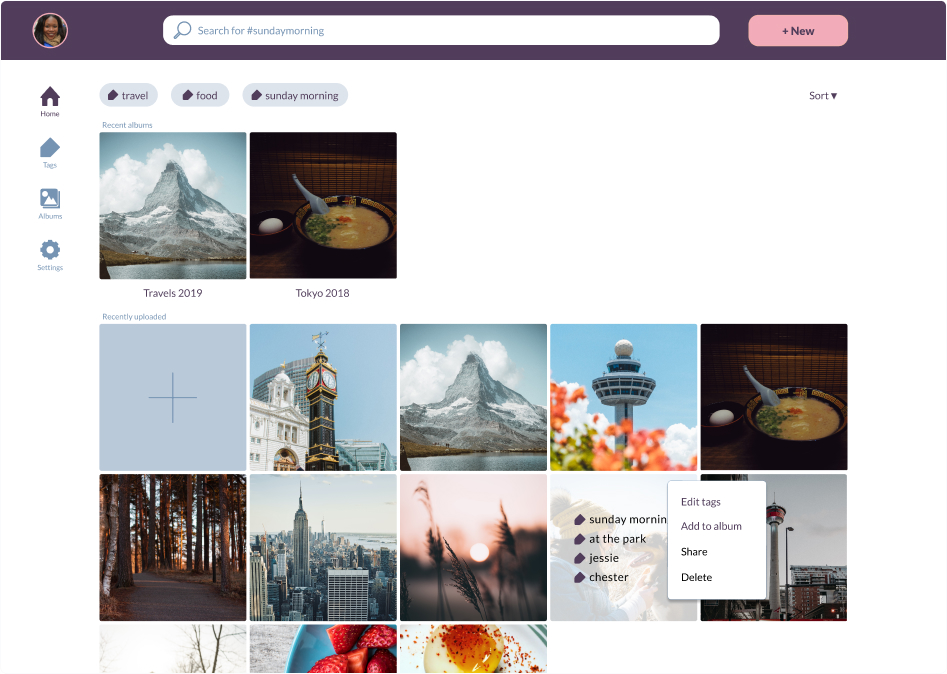 Search for #sundaymorning
+ New
Home
Tags
Albums
Settings
travel
food
sunday morning
Sort ▾
Recent albums
Travels 2019
Tokyo 2018
Recently uploaded
sunday mornin
at the park
jessie
chester
Edit tags
Add to album
Share
Delete